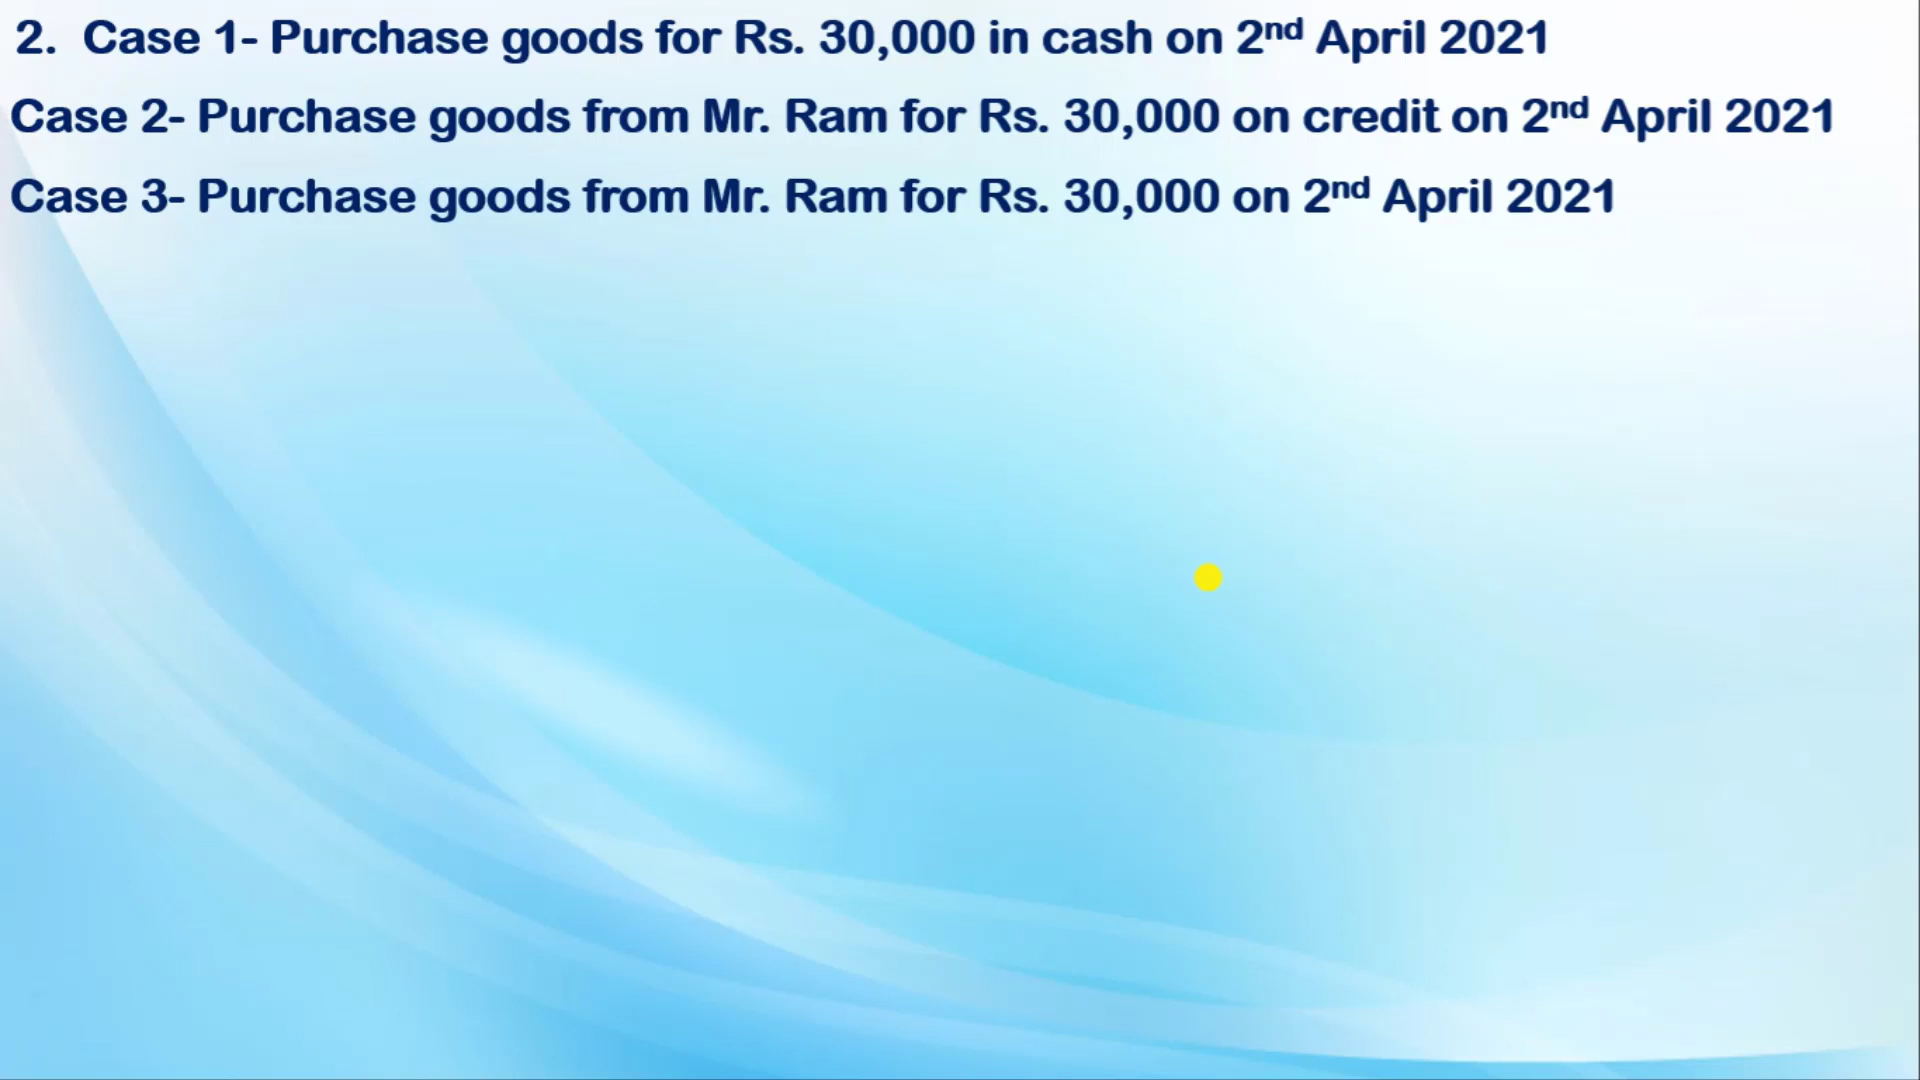 2. Case 1- Purchase goods for Rs. 30,000 in cash on 2nd April 2021
Case 2- Purchase goods from Mr. Ram for Rs. 30,000 on credit on 2nd April 2021
Case 3- Purchase goods from Mr. Ram for Rs. 30,000 on 2nd April 2021